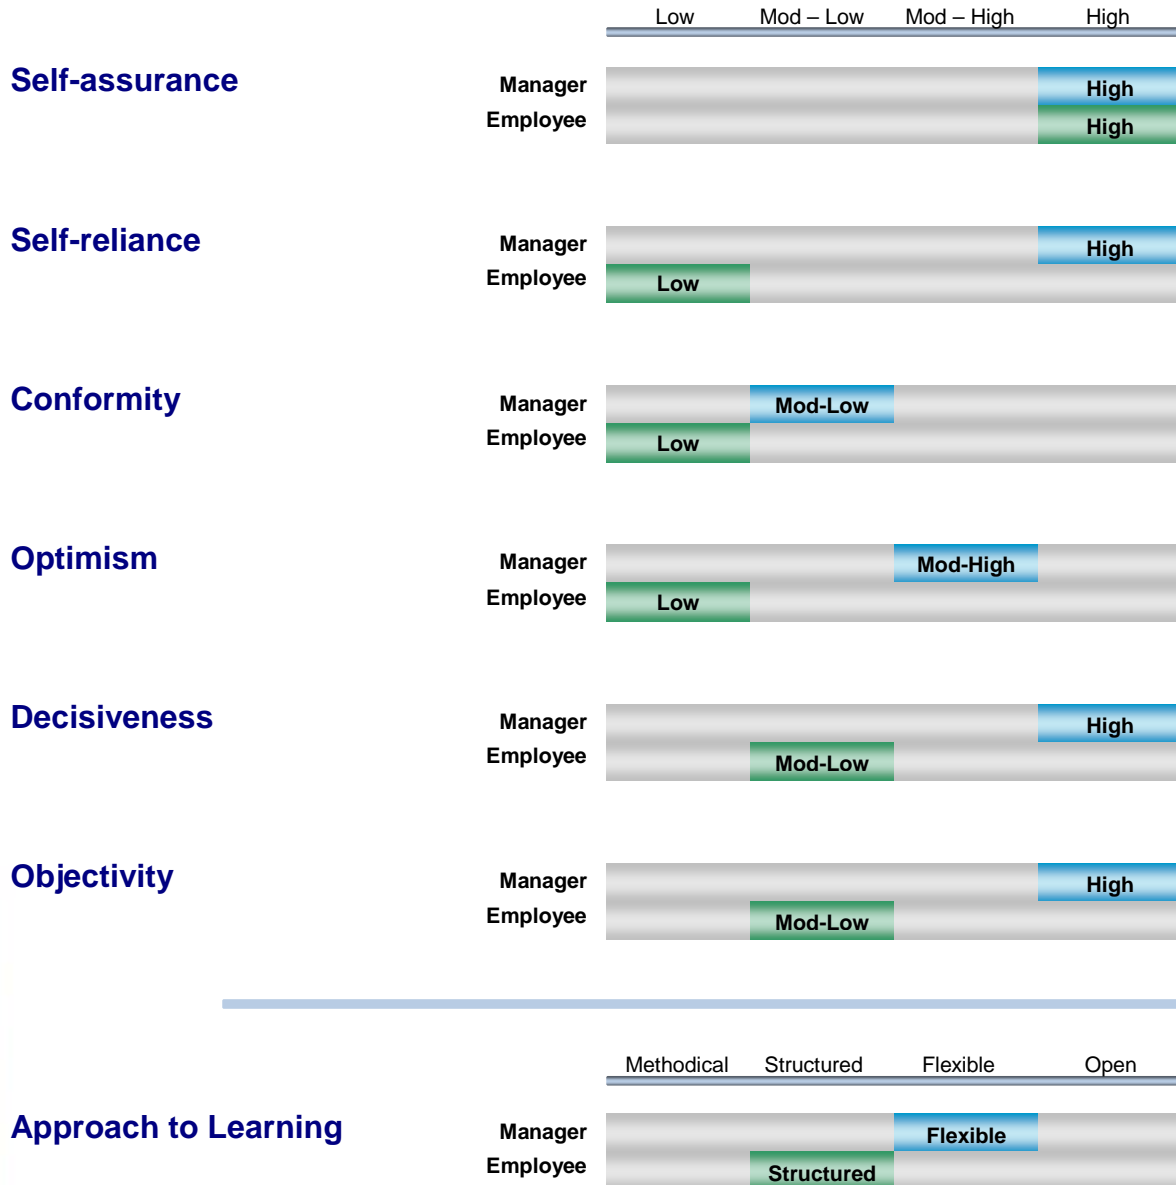 Low Mod – Low Mod – High High
Self-assurance
Manager High
Employee High
Self-reliance
Manager High
Employee Low
Conformity
Manager Mod-Low
Employee Low
Optimism
Manager Mod-High
Employee Low
Decisiveness
Manager High
Employee Mod-Low
Objectivity
Manager High
Employee Mod-Low
Methodical Structured Flexible Open
Approach to Learning
Manager Flexible
Employee Structured